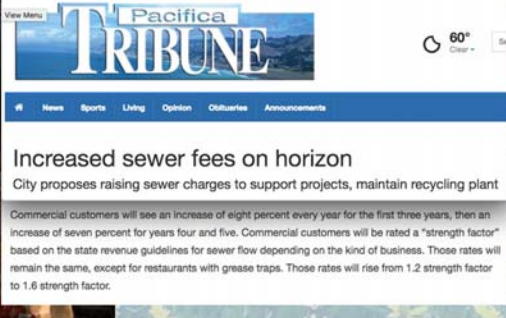 View Menu
Pacifica
TRIBUNE
60°
Clear
Se
News Sports Living Opinion Obituaries Announcements
Increased sewer fees on horizon
City proposes raising sewer charges to support projects, maintain recycling plant
Commercial customers will see an increase of eight percent every year for the first three years, then an
increase of seven percent for years four and five. Commercial customers will be rated a "strength factor"
based on the state revenue guidelines for sewer flow depending on the kind of business. Those rates will
remain the same, except for restaurants with grease traps. Those rates will rise from 1.2 strength factor
to 1.6 strength factor.